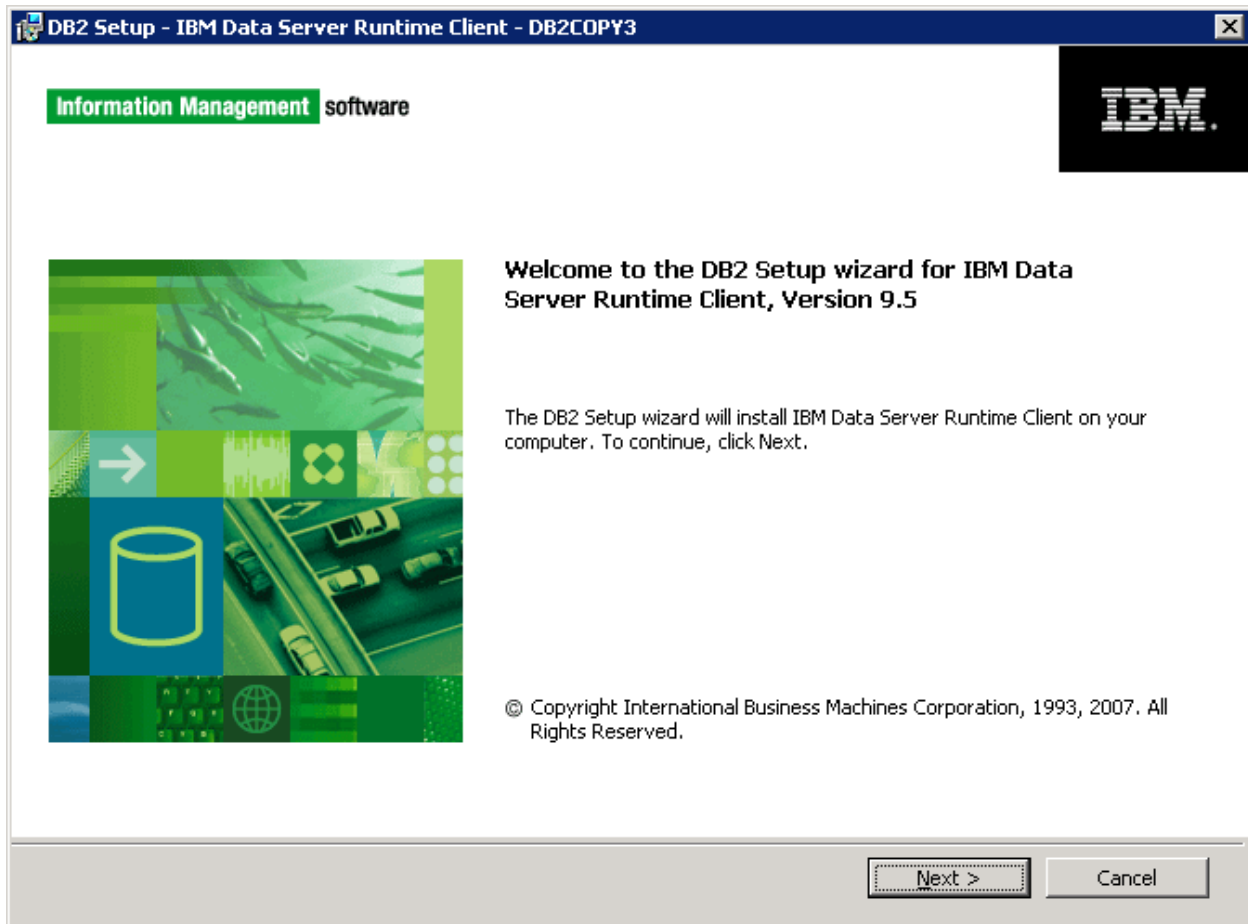 DB2 Setup - IBM Data Server Runtime Client - DB2COPY3
Information Management software
IBM.
Welcome to the DB2 Setup wizard for IBM Data
Server Runtime Client, Version 9.5
The DB2 Setup wizard will install IBM Data Server Runtime Client on your
computer. To continue, click Next.
© Copyright International Business Machines Corporation, 1993, 2007. All
Rights Reserved.
Next >
Cancel